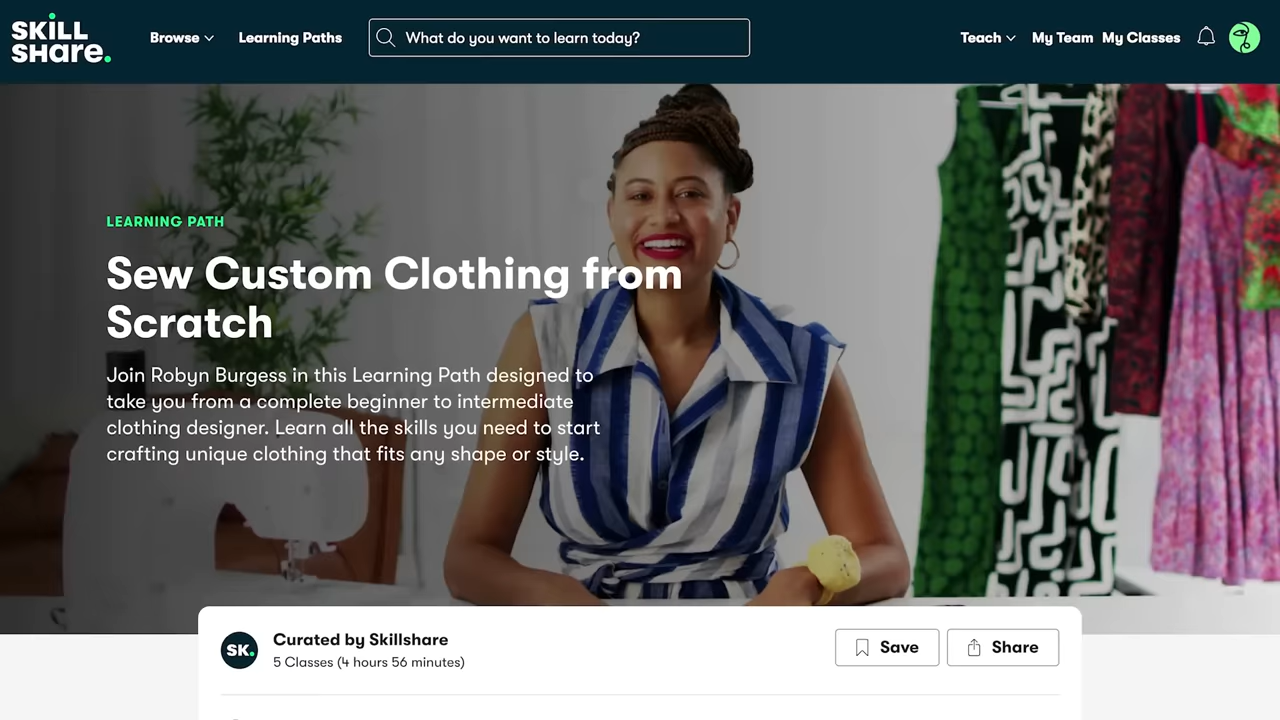 SKiLL
SHare.
Browse
Learning Paths
What do you want to learn today?
Teach
My Team
My Classes
LEARNING PATH
Sew Custom Clothing from
Scratch
Join Robyn Burgess in this Learning Path designed to
take you from a complete beginner to intermediate
clothing designer. Learn all the skills you need to start
crafting unique clothing that fits any shape or style.
SK.
Curated by Skillshare
5 Classes (4 hours 56 minutes)
Save
Share